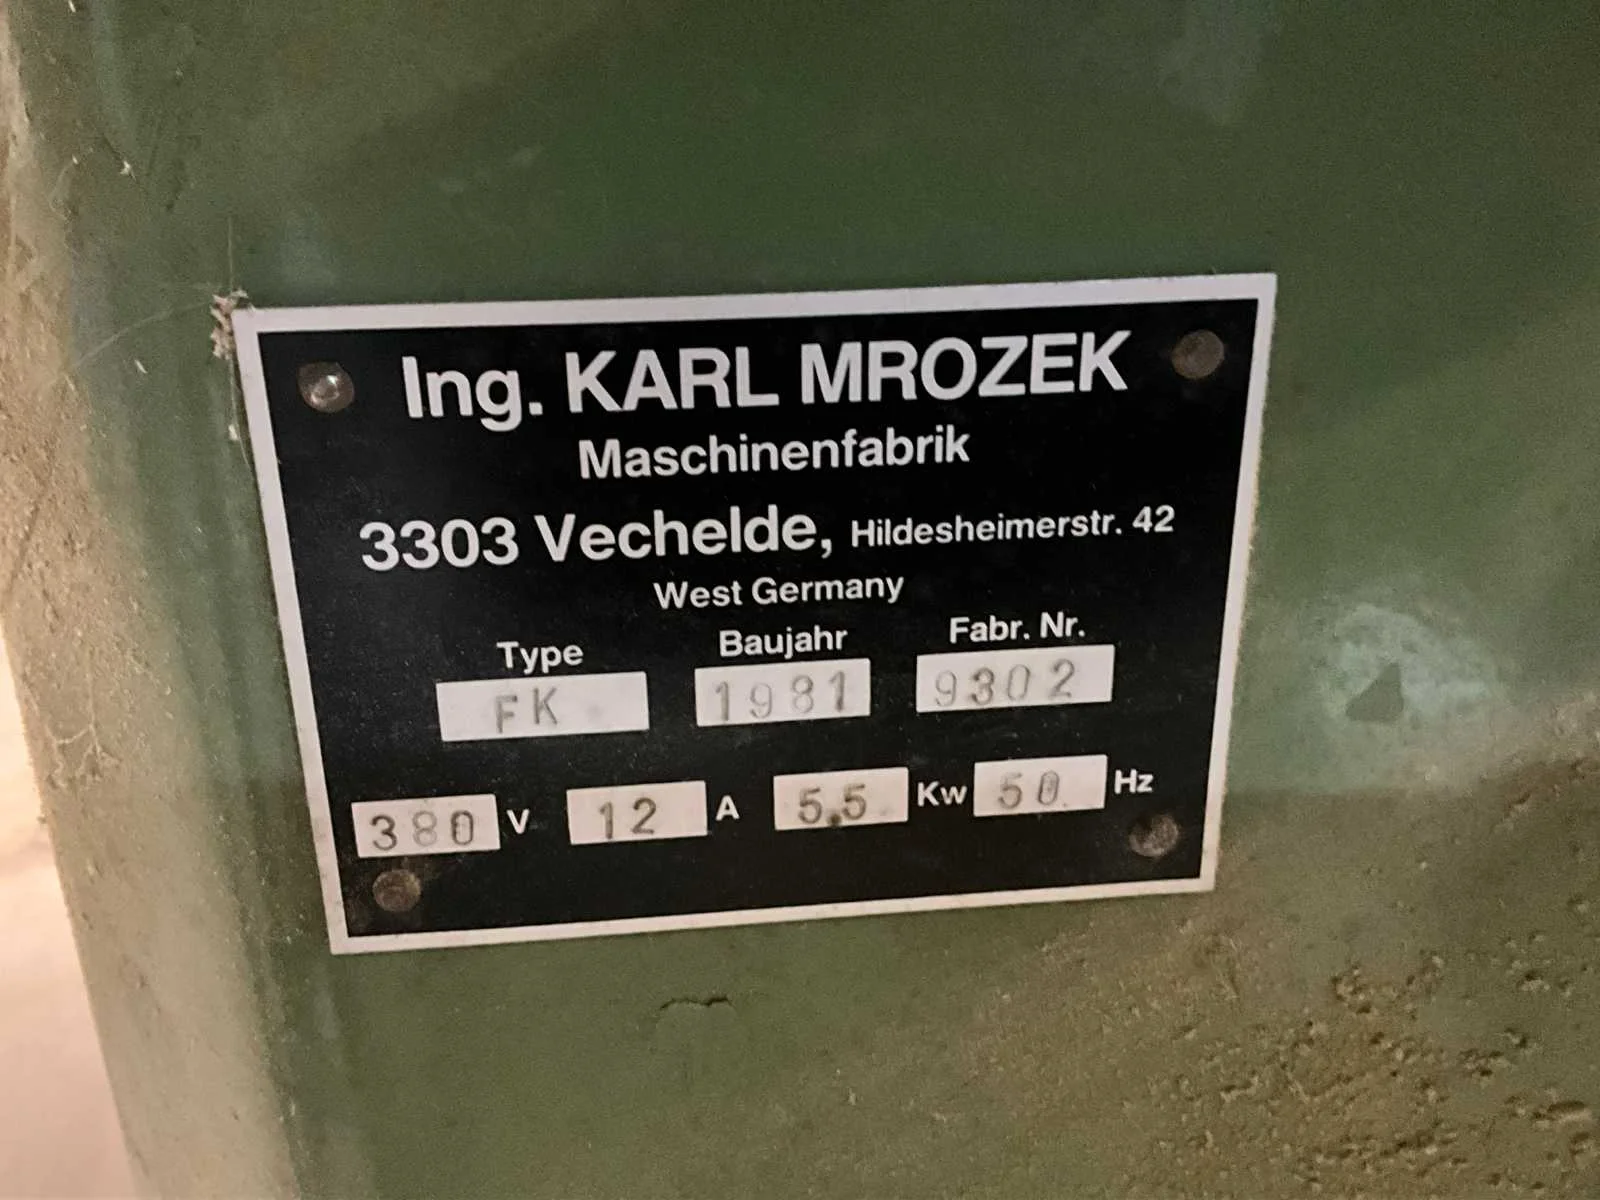 Ing. KARL MROZEK
Maschinenfabrik
3303 Vechelde, Hildesheimerstr. 42
West Germany
Type Baujahr Fabr. Nr.
FK 1981 9302
380 V 12 A 5.5 Kw 50 Hz